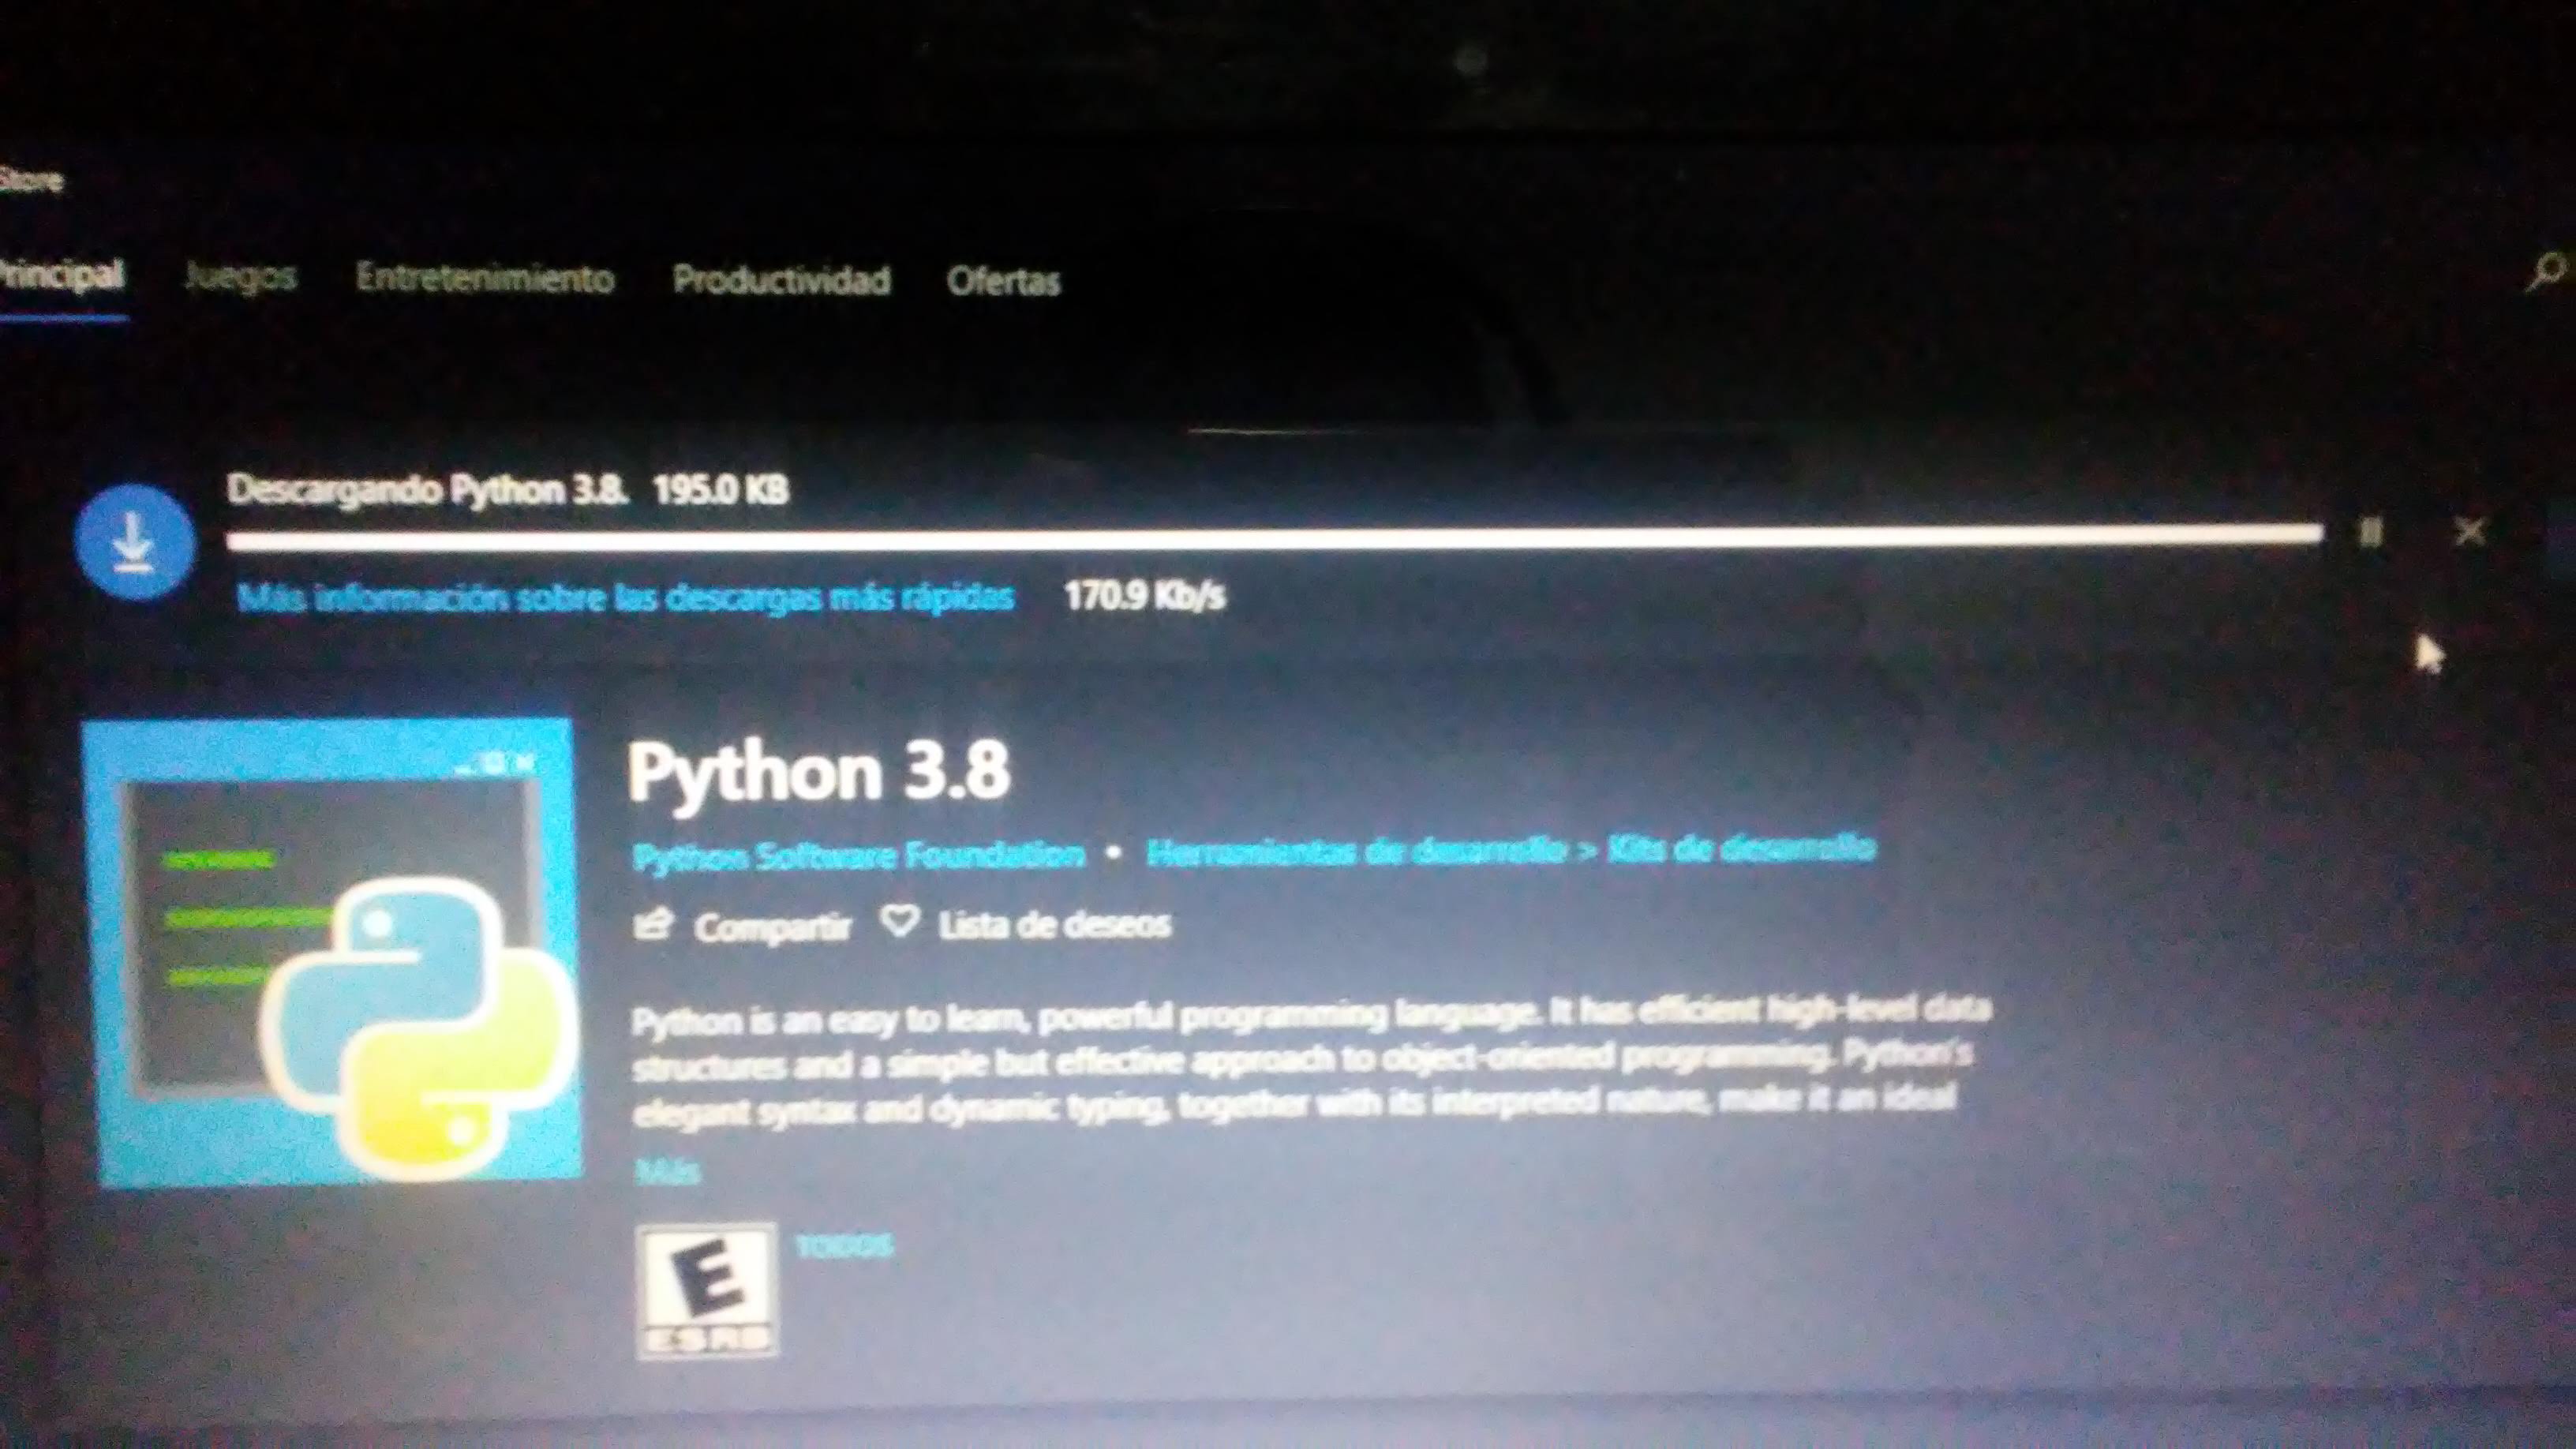 Store
Principal Juegos Entretenimiento Productividad Ofertas
Descargando Python 3.8. 195.0 KB
Más información sobre las descargas más rápidas 170.9 Kb/s
Python 3.8
Python Software Foundation • Herramientas de desarrollo > Kits de desarrollo
Compartir Lista de deseos
Python is an easy to learn, powerful programming language. It has efficient high-level data
structures and a simple but effective approach to object-oriented programming. Python's
elegant syntax and dynamic typing, together with its interpreted nature, make it an ideal
Más
E TODOS
ESRB